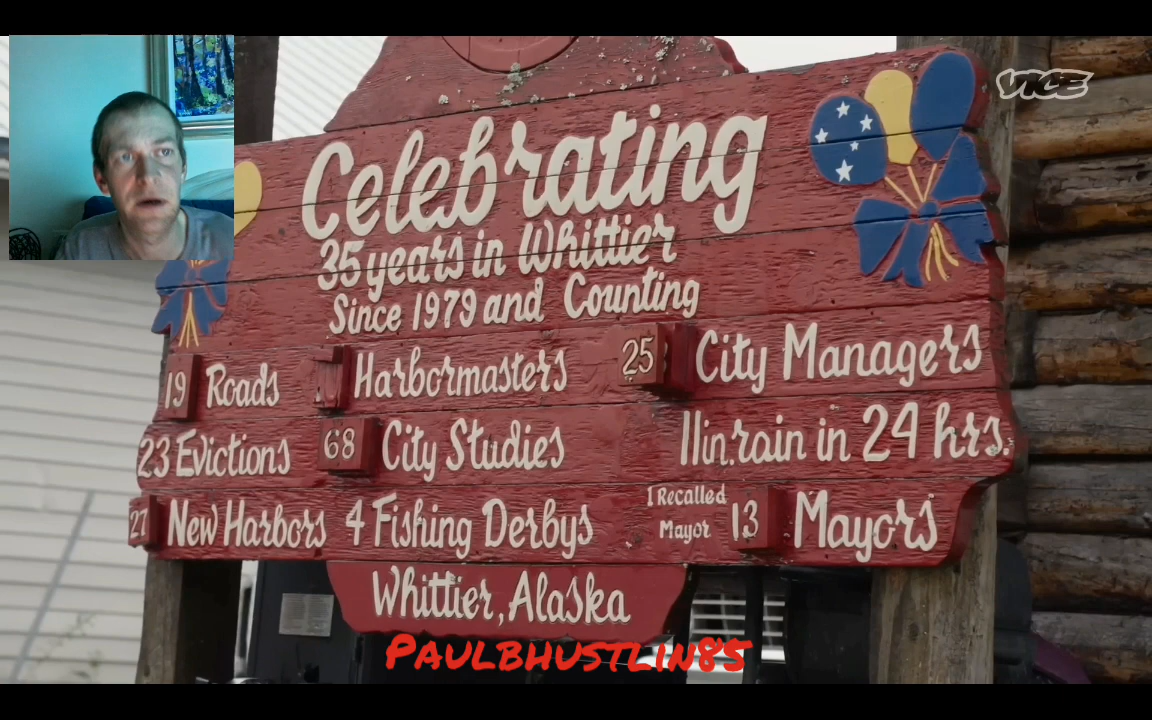 VICE
Celebrating
35 years in Whittier
Since 1979 and Counting
19 Roads
Harbormasters
25 City Managers
23 Evictions
68 City Studies
11in.rain in 24 hrs.
27 New Harbors
4 Fishing Derbys
1 Recalled
Mayor
13 Mayors
Whittier, Alaska
Paulbhustlin85